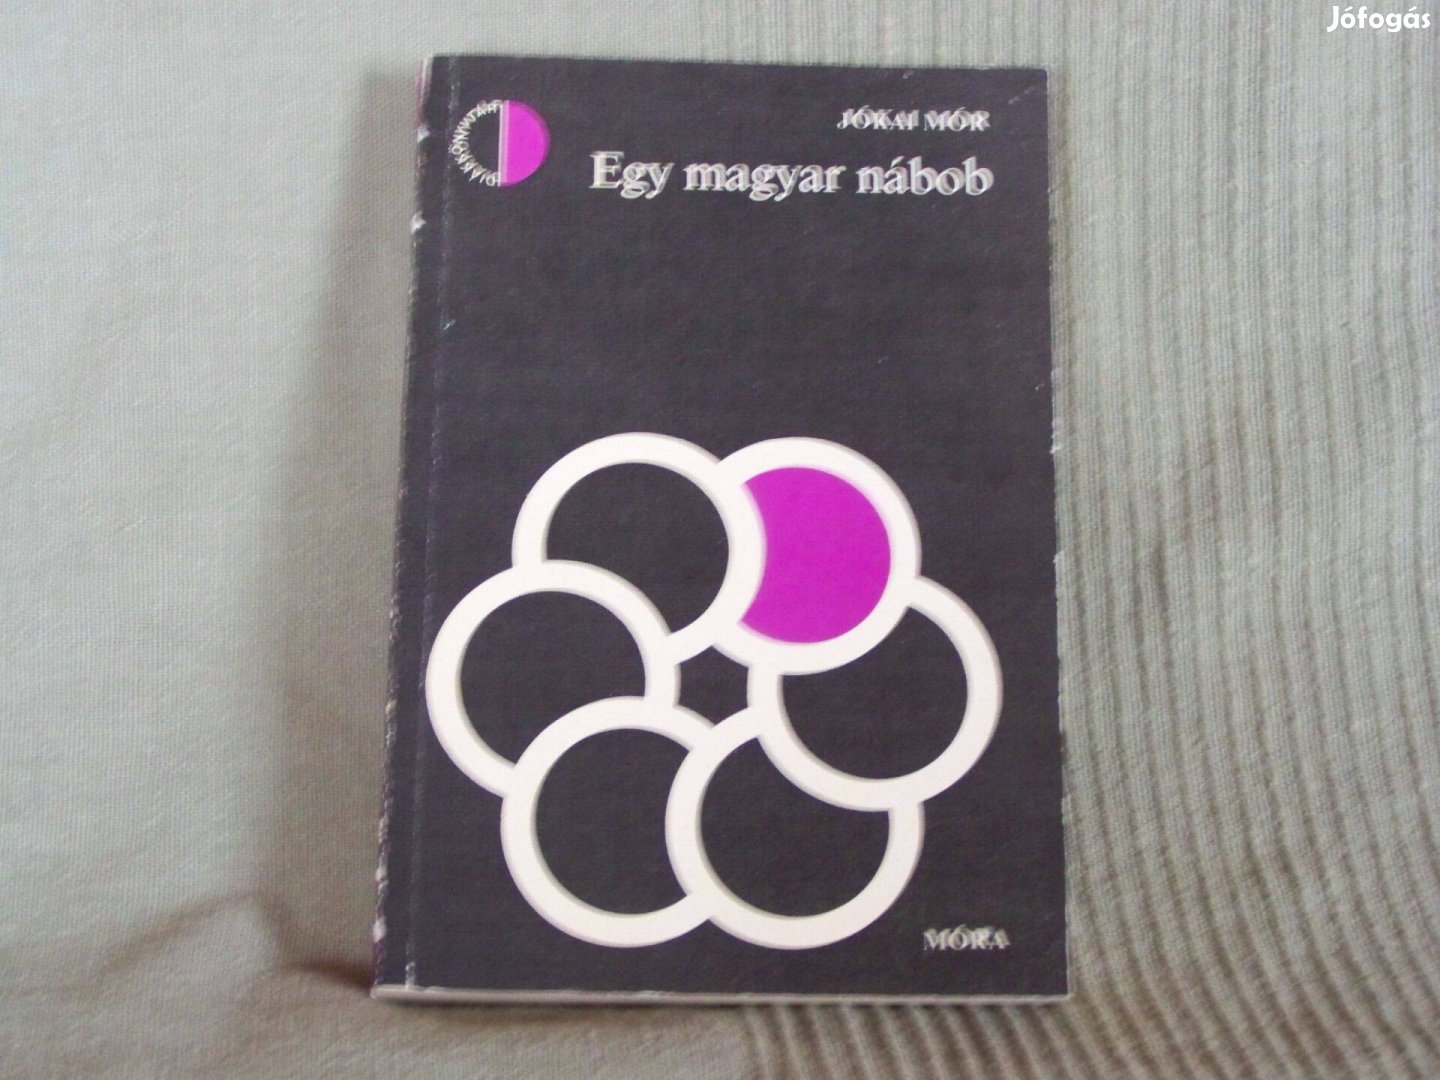 Jófogás
DIÁKKÖNYVTÁR
JÓKAI MÓR
Egy magyar nábob
MÓRA